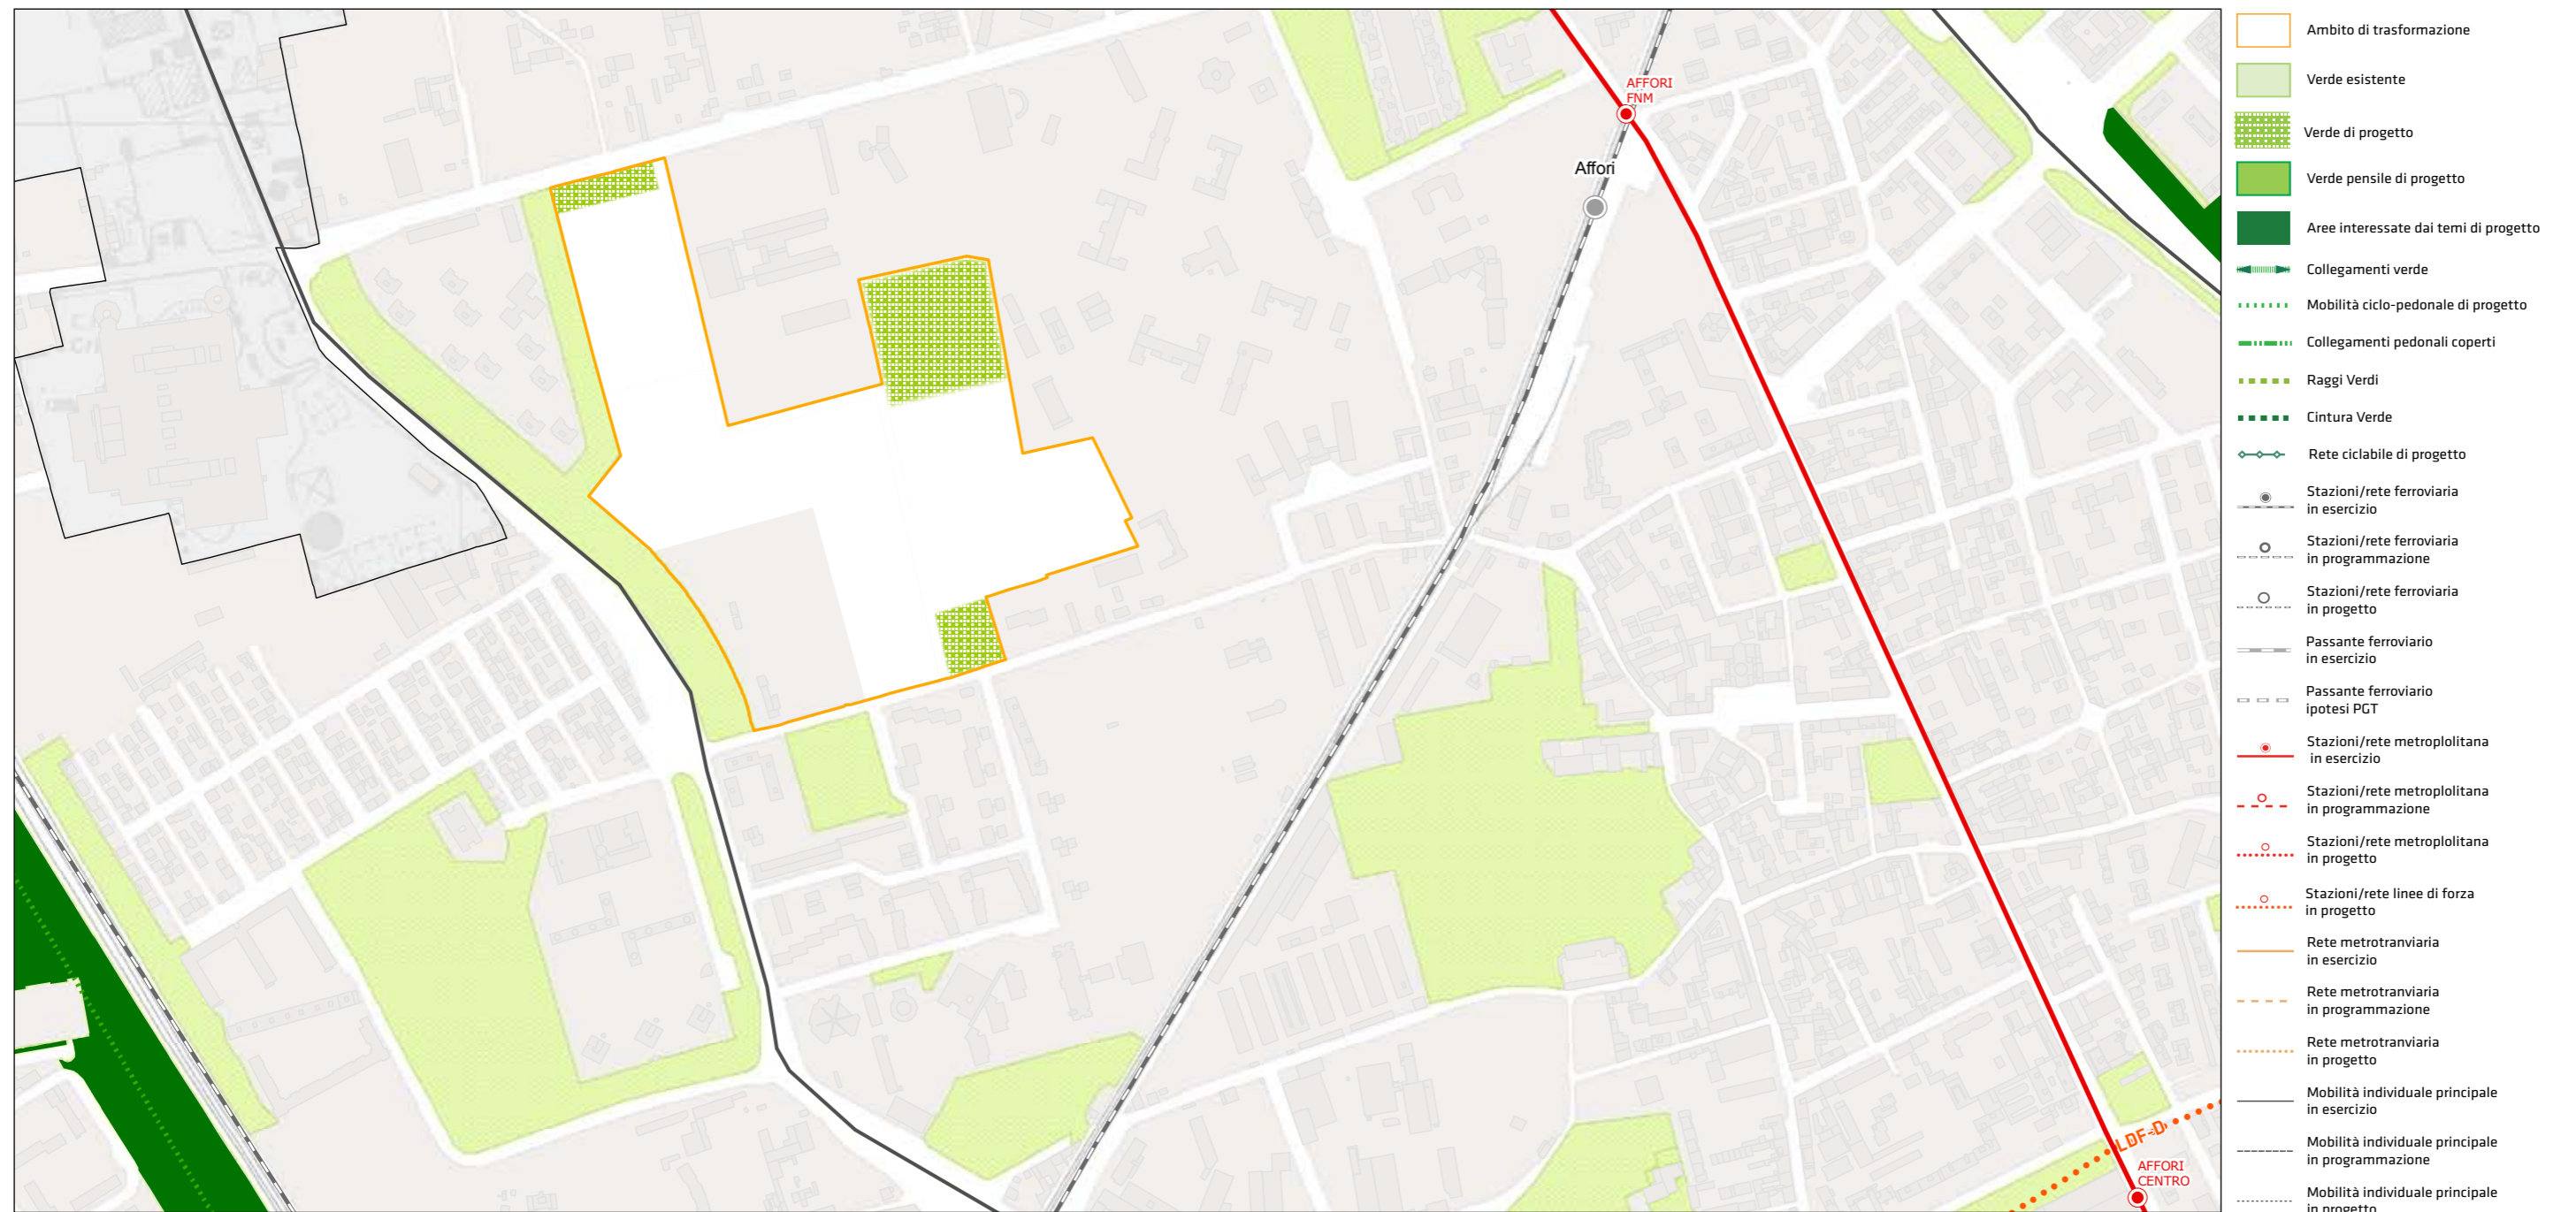 AFFORI
FNM
Affori
LDF-D
AFFORI
CENTRO
Ambito di trasformazione
Verde esistente
Verde di progetto
Verde pensile di progetto
Aree interessate dai temi di progetto
Collegamenti verde
Mobilità ciclo-pedonale di progetto
Collegamenti pedonali coperti
Raggi Verdi
Cintura Verde
Rete ciclabile di progetto
Stazioni/rete ferroviaria
in esercizio
Stazioni/rete ferroviaria
in programmazione
Stazioni/rete ferroviaria
in progetto
Passante ferroviario
in esercizio
Passante ferroviario
ipotesi PGT
Stazioni/rete metroplolitana
in esercizio
Stazioni/rete metroplolitana
in programmazione
Stazioni/rete metroplolitana
in progetto
Stazioni/rete linee di forza
in progetto
Rete metrotranviaria
in esercizio
Rete metrotranviaria
in programmazione
Rete metrotranviaria
in progetto
Mobilità individuale principale
in esercizio
Mobilità individuale principale
in programmazione
Mobilità individuale principale
in progetto